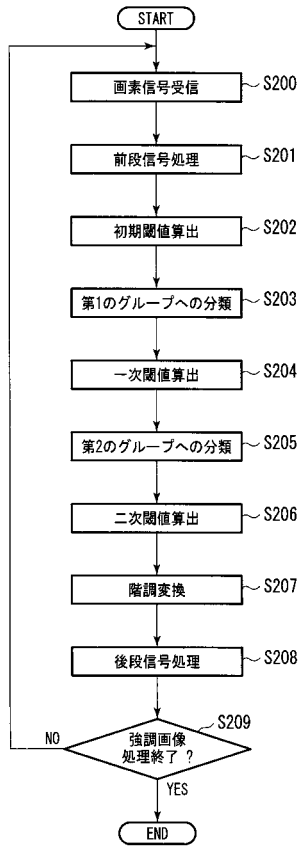 START
画素信号受信
S200
前段信号処理
S201
初期閾値算出
S202
第1のグループへの分類
S203
一次閾値算出
S204
第2のグループへの分類
S205
二次閾値算出
S206
階調変換
S207
後段信号処理
S208
S209
NO
強調画像
処理終了 ?
YES
END